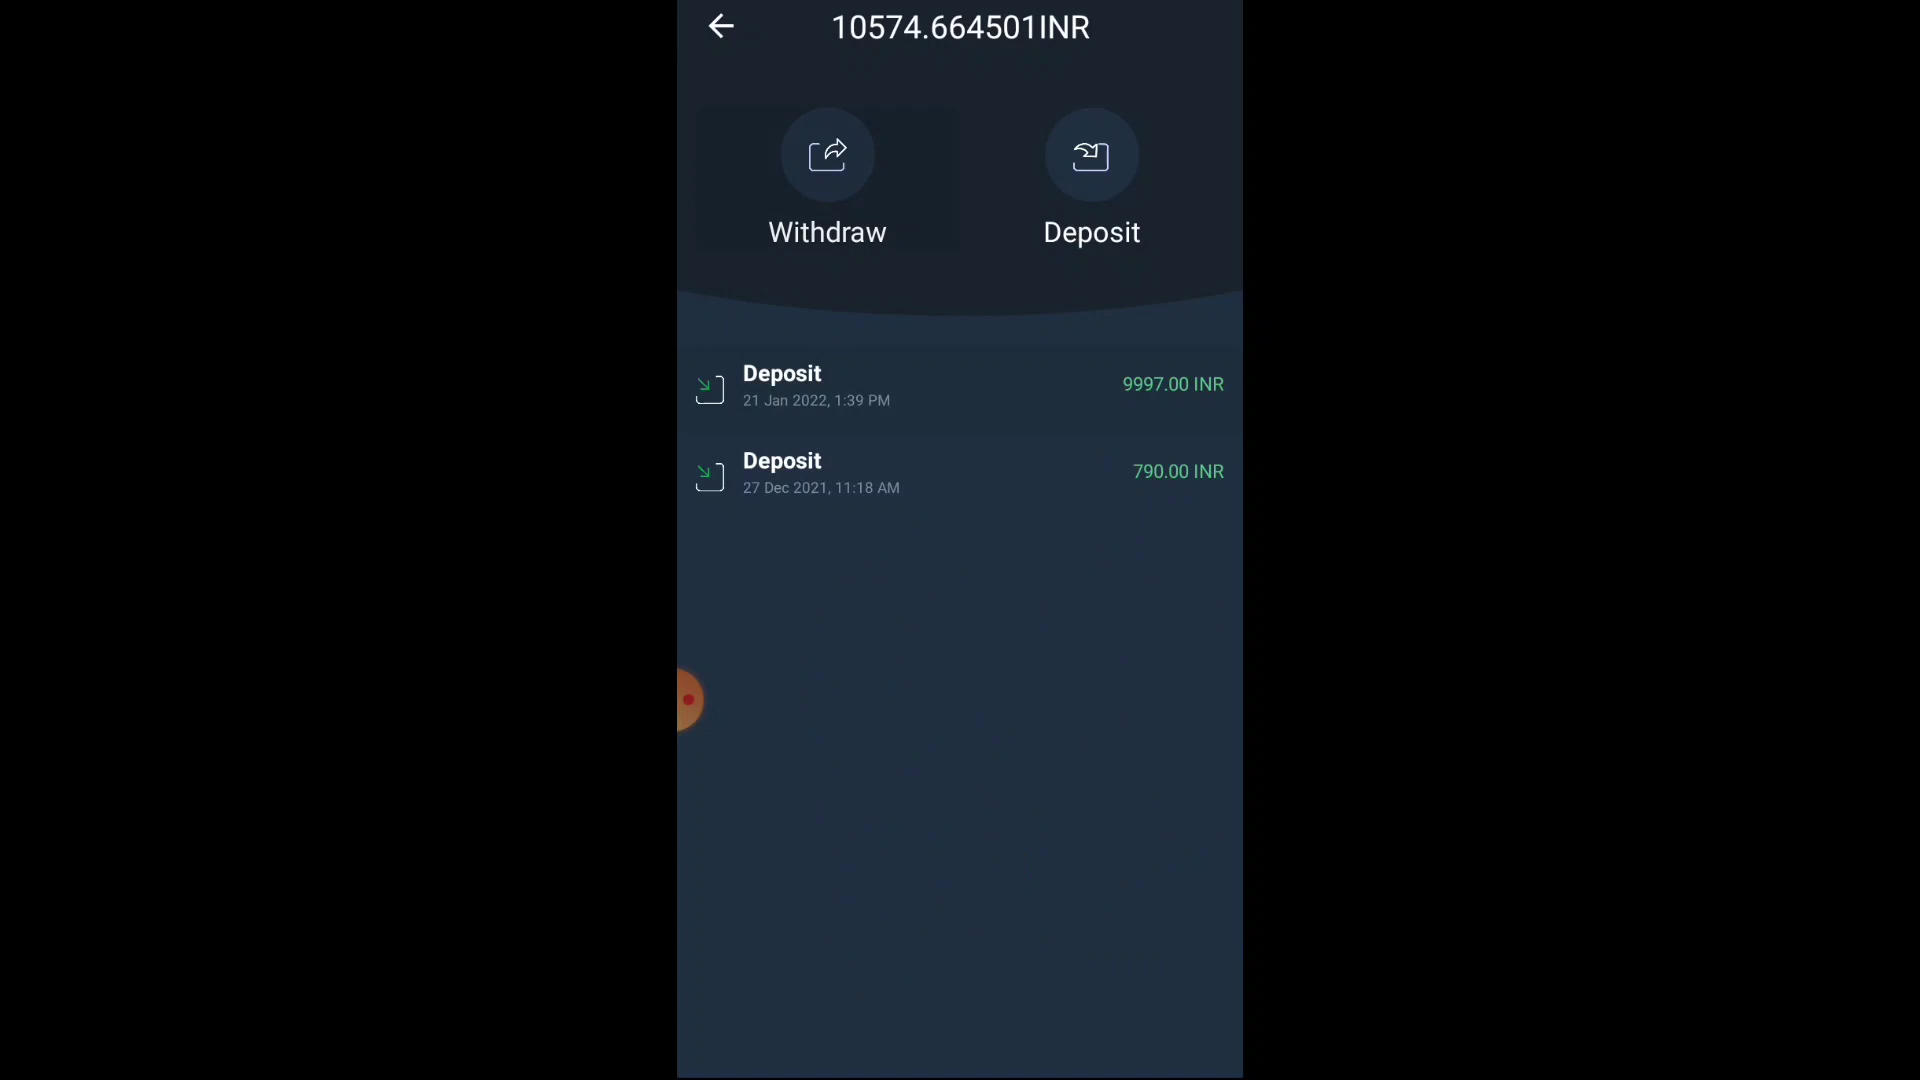 10574.664501INR
Withdraw
Deposit
Deposit
9997.00 INR
21 Jan 2022, 1:39 PM
Deposit
790.00 INR
27 Dec 2021, 11:18 AM